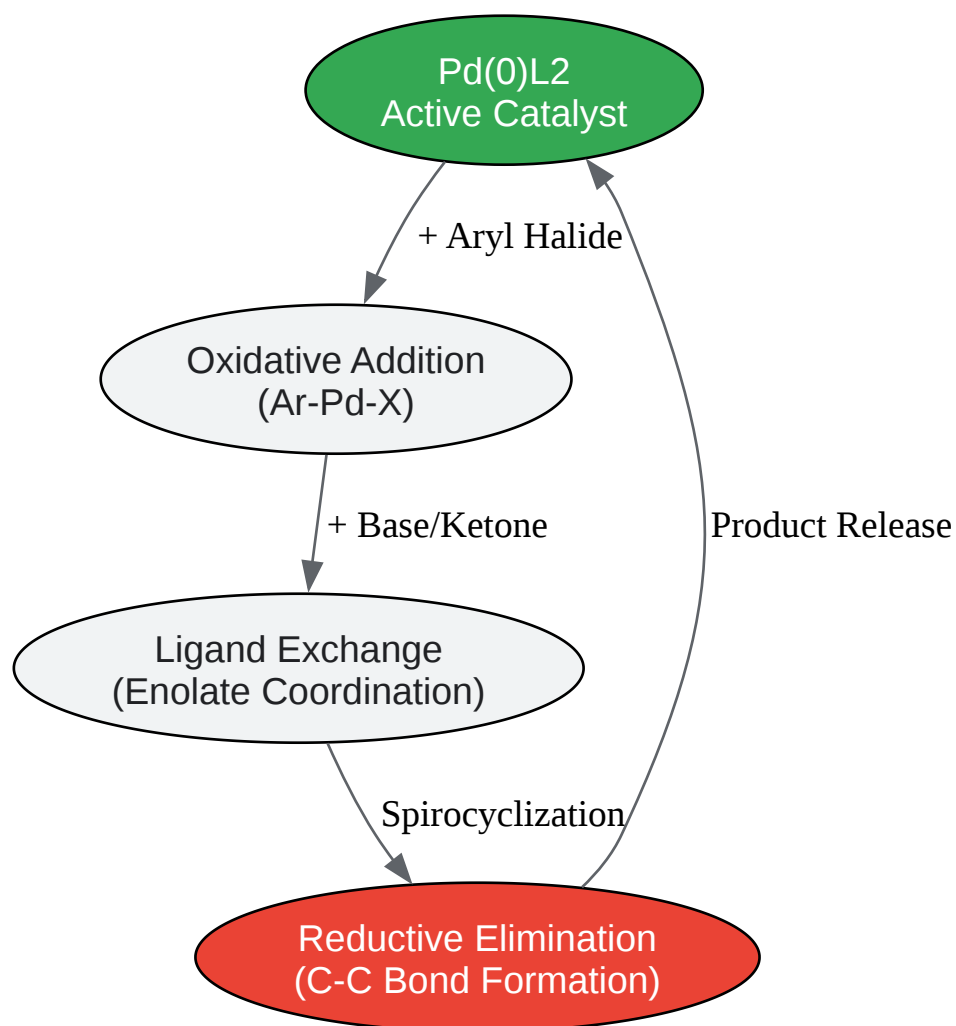 Pd(0)L2
Active Catalyst
+ Aryl Halide
Oxidative Addition
(Ar-Pd-X)
+ Base/Ketone
Product Release
Ligand Exchange
(Enolate Coordination)
Spirocyclization
Reductive Elimination
(C-C Bond Formation)